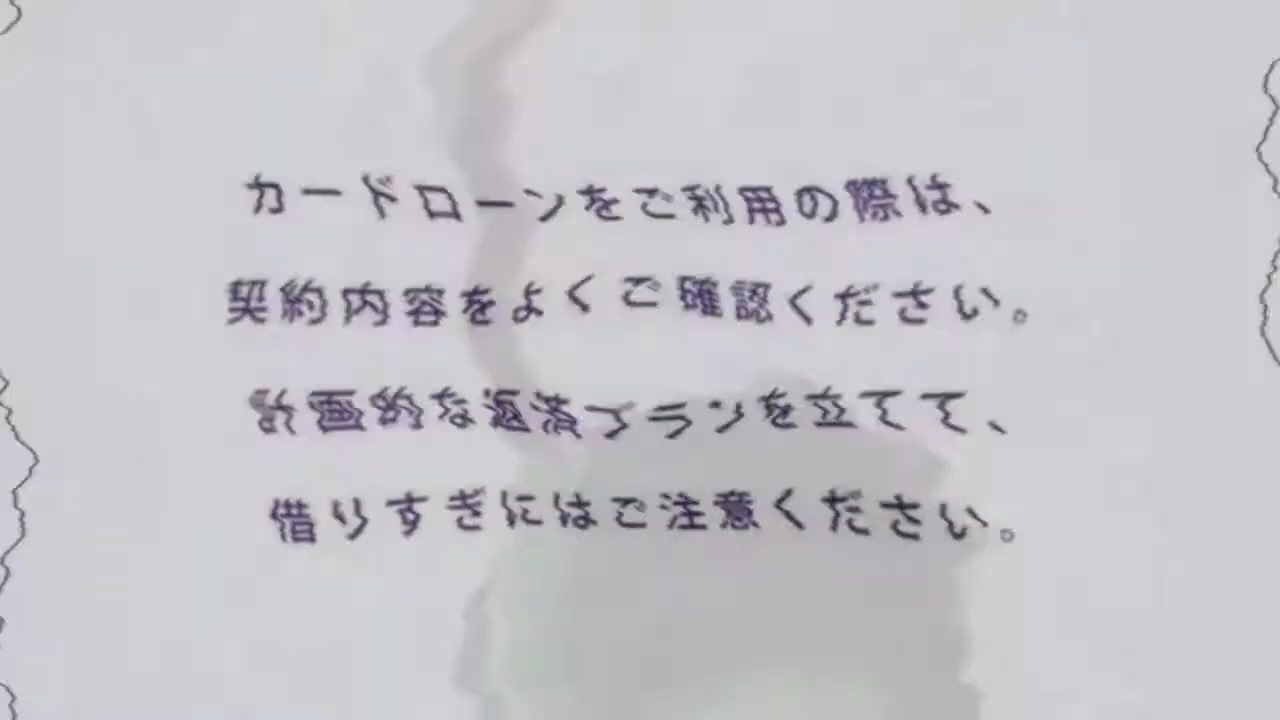 カードローンをご利用の際は、
契約内容をよくご確認ください。
計画的な返済プランを立てて、
借りすぎにはご注意ください。